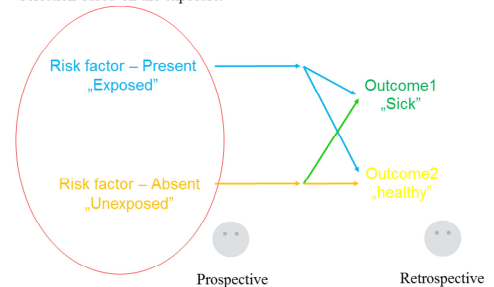 Risk factor – Present
„Exposed”
Outcome1
„Sick”
Risk factor – Absent
„Unexposed”
Outcome2
„healthy”
Prospective
Retrospective